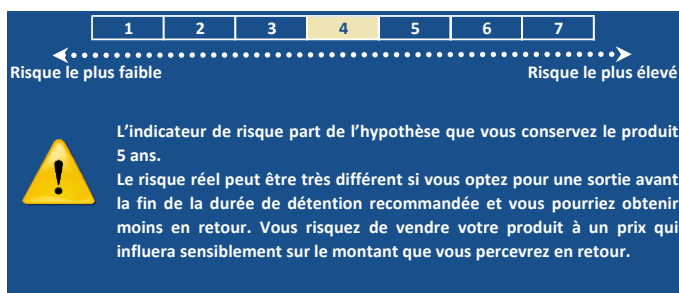 1 2 3 4 5 6 7
Risque le plus faible Risque le plus élevé
L’indicateur de risque part de l’hypothèse que vous conservez le produit
5 ans.
Le risque réel peut être très différent si vous optez pour une sortie avant
la fin de la durée de détention recommandée et vous pourriez obtenir
moins en retour. Vous risquez de vendre votre produit à un prix qui
influera sensiblement sur le montant que vous percevrez en retour.